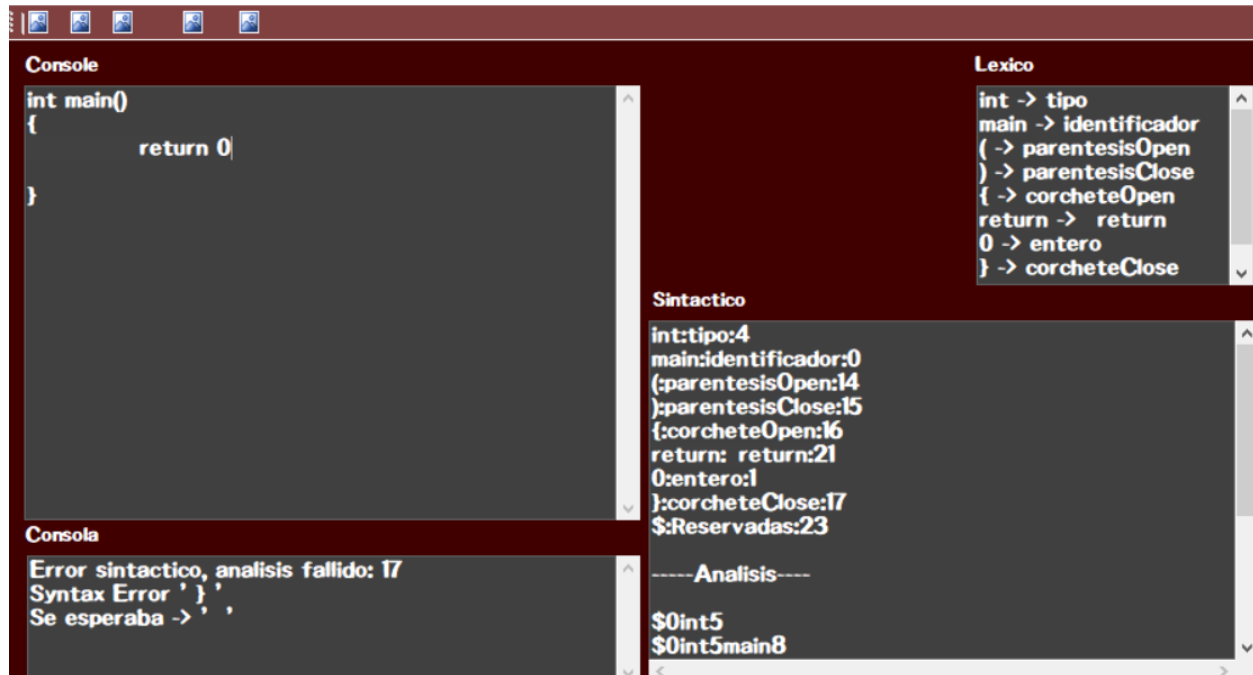 Console
int main()
{
return 0
}
Consola
Error sintactico, analisis fallido: 17
Syntax Error ' } '
Se esperaba -> '  '
Lexico
int -> tipo
main -> identificador
( -> parentesisOpen
) -> parentesisClose
{ -> corcheteOpen
return ->  return
0 -> entero
} -> corcheteClose
Sintactico
int:tipo:4
main:identificador:0
(:parentesisOpen:14
):parentesisClose:15
{:corcheteOpen:16
return:  return:21
0:entero:1
}:corcheteClose:17
$:Reservadas:23
-----Analisis----
$0int5
$0int5main8